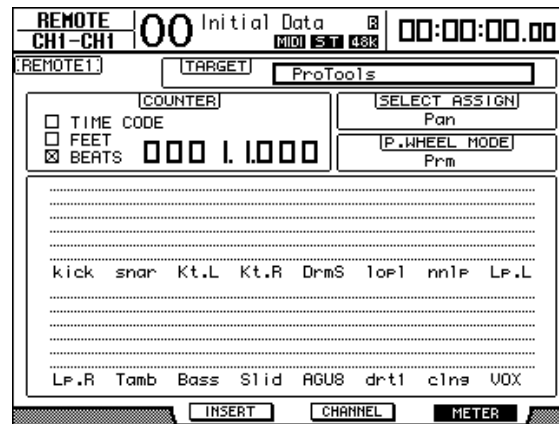 REMOTE
CH1-CH1
00
Initial Data
MIDI ST 48k
00:00:00.00
REMOTE1
TARGET
ProTools
COUNTER
TIME CODE
FEET
BEATS
0001.1.000
SELECT ASSIGN
Pan
P.WHEEL MODE
Prm
kick snar Kt.L Kt.R DrmS lop1 nnlp Lp.L
Lp.R Tamb Bass Slid AGU8 drt1 clng VOX
INSERT CHANNEL METER